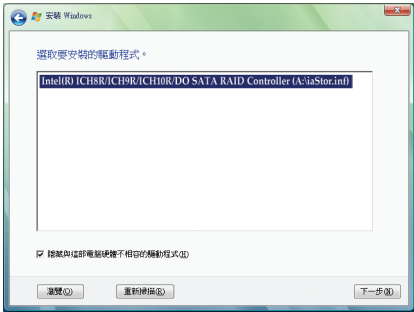 安裝 Windows
選取要安裝的驅動程式。
Intel(R) ICH8R/ICH9R/ICH10R/DO SATA RAID Controller (A:\iaStor.inf)
隱藏與這部電腦硬體不相容的驅動程式(H)
瀏覽(O)
重新掃描(R)
下一步(N)